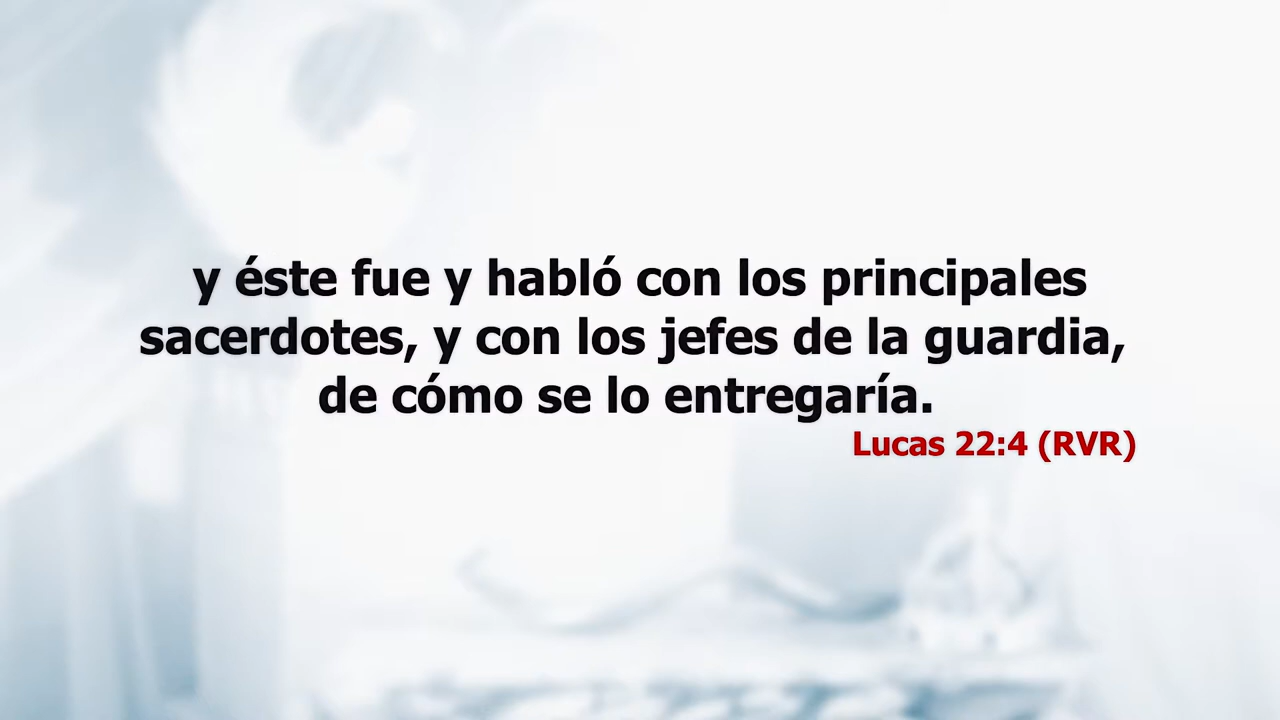 y éste fue y habló con los principales
sacerdotes, y con los jefes de la guardia,
de cómo se lo entregaría.
Lucas 22:4 (RVR)